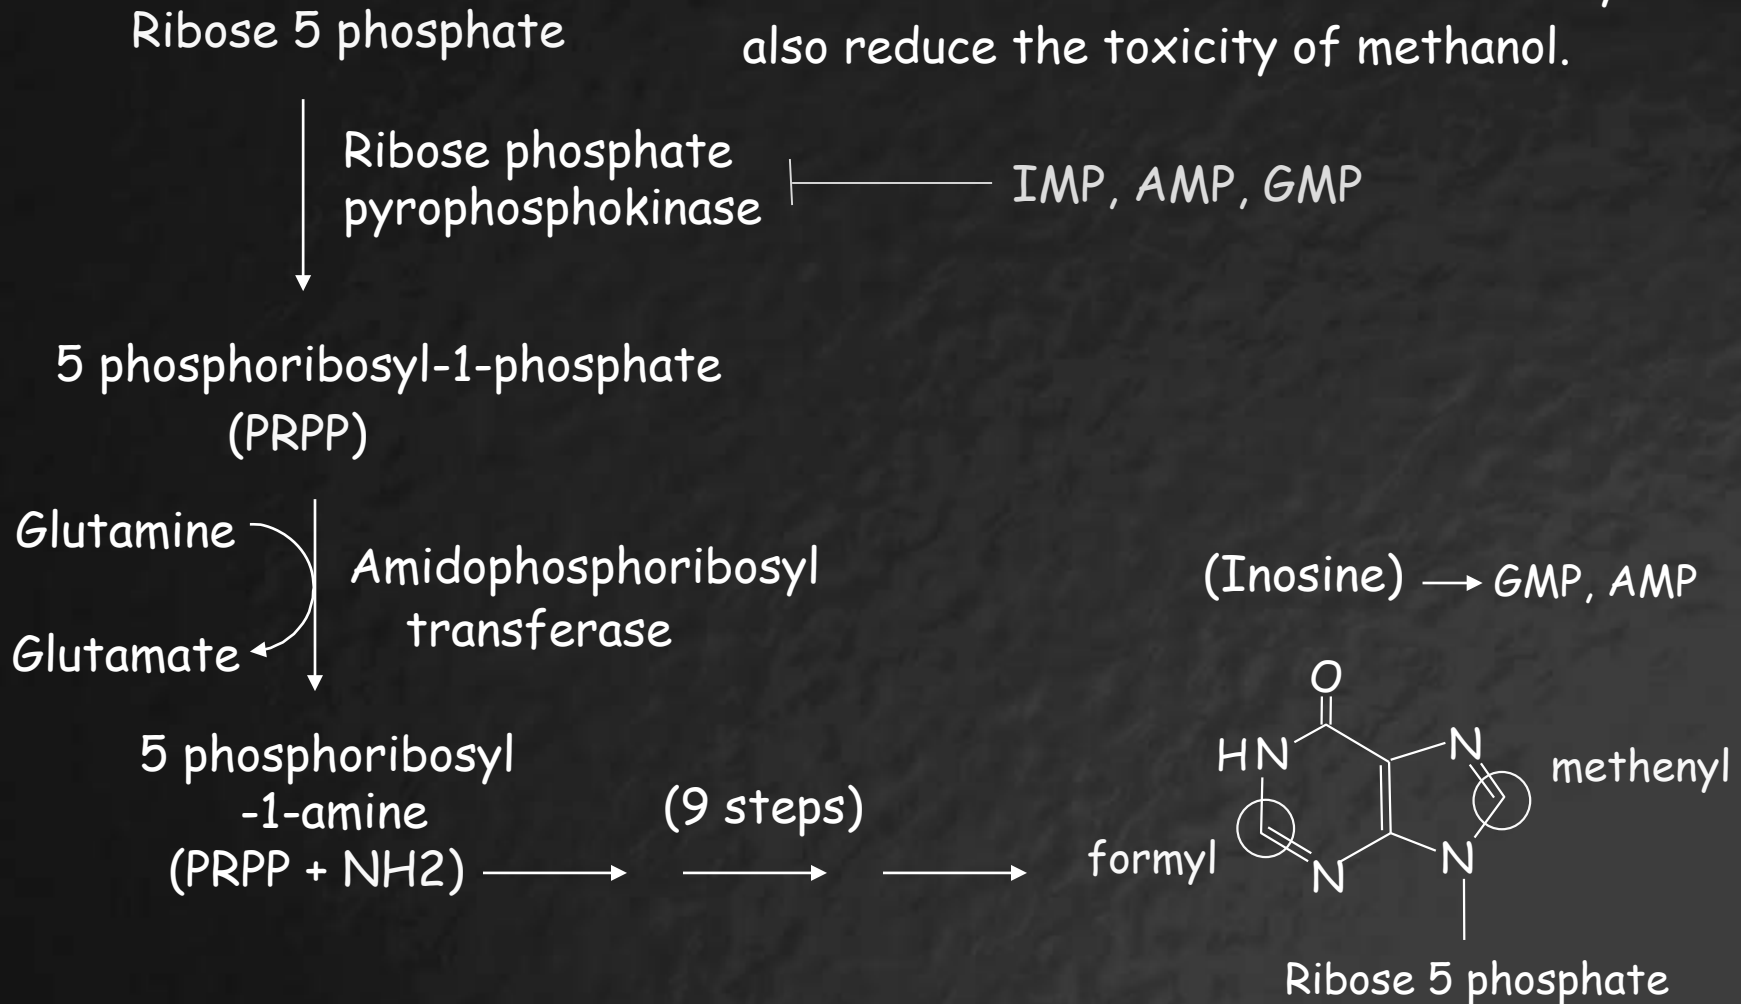 Ribose 5 phosphate
also reduce the toxicity of methanol.
Ribose phosphate
pyrophosphokinase
IMP, AMP, GMP
5 phosphoribosyl-1-phosphate
(PRPP)
Glutamine
Amidophosphoribosyl
transferase
Glutamate
(Inosine)
GMP, AMP
5 phosphoribosyl
-1-amine
(PRPP + NH2)
(9 steps)
O
HN
N
methenyl
formyl
N
N
Ribose 5 phosphate